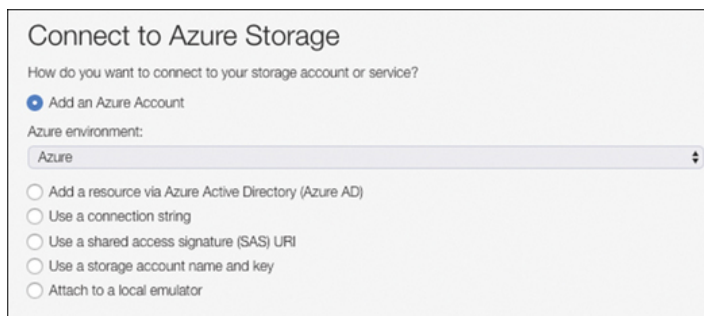 Connect to Azure Storage
How do you want to connect to your storage account or service?
Add an Azure Account
Azure environment:
Azure
Add a resource via Azure Active Directory (Azure AD)
Use a connection string
Use a shared access signature (SAS) URI
Use a storage account name and key
Attach to a local emulator